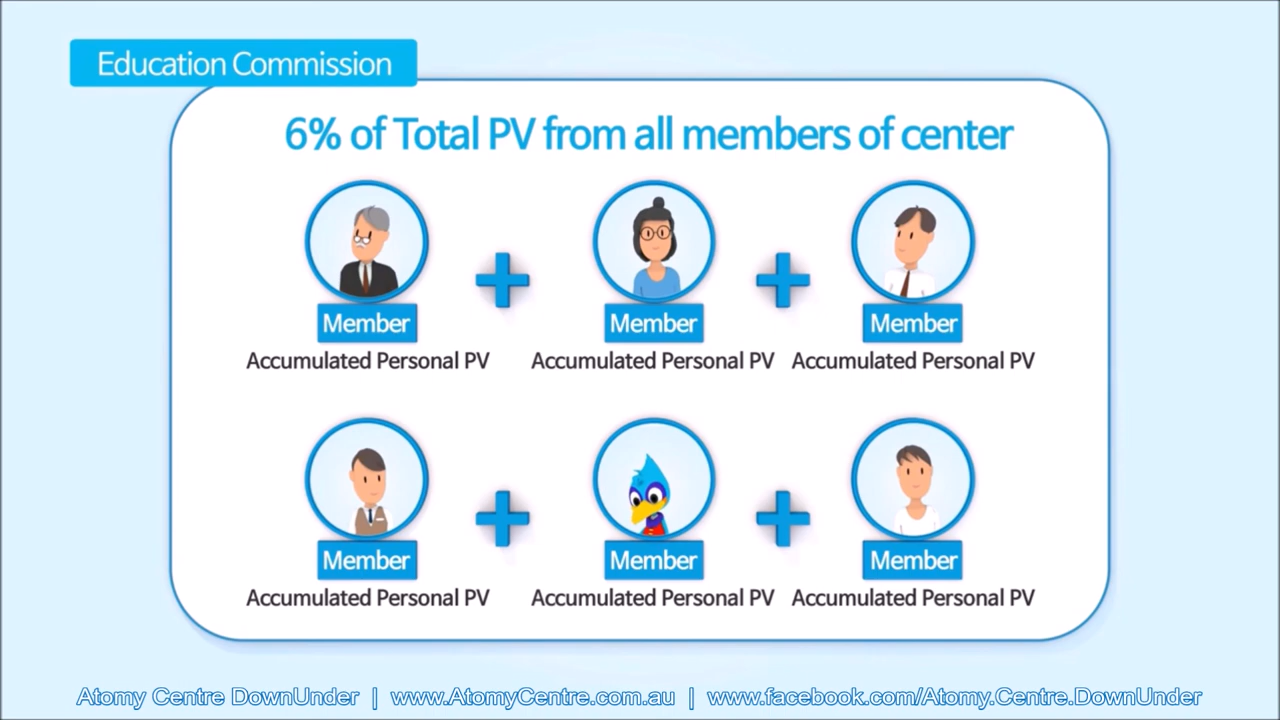 Education Commission
6% of Total PV from all members of center
Member Member Member
Accumulated Personal PV Accumulated Personal PV Accumulated Personal PV
Member Member Member
Accumulated Personal PV Accumulated Personal PV Accumulated Personal PV
Atomy Centre DownUnder | www.AtomyCentre.com.au | www.facebook.com/Atomy.Centre.DownUnder